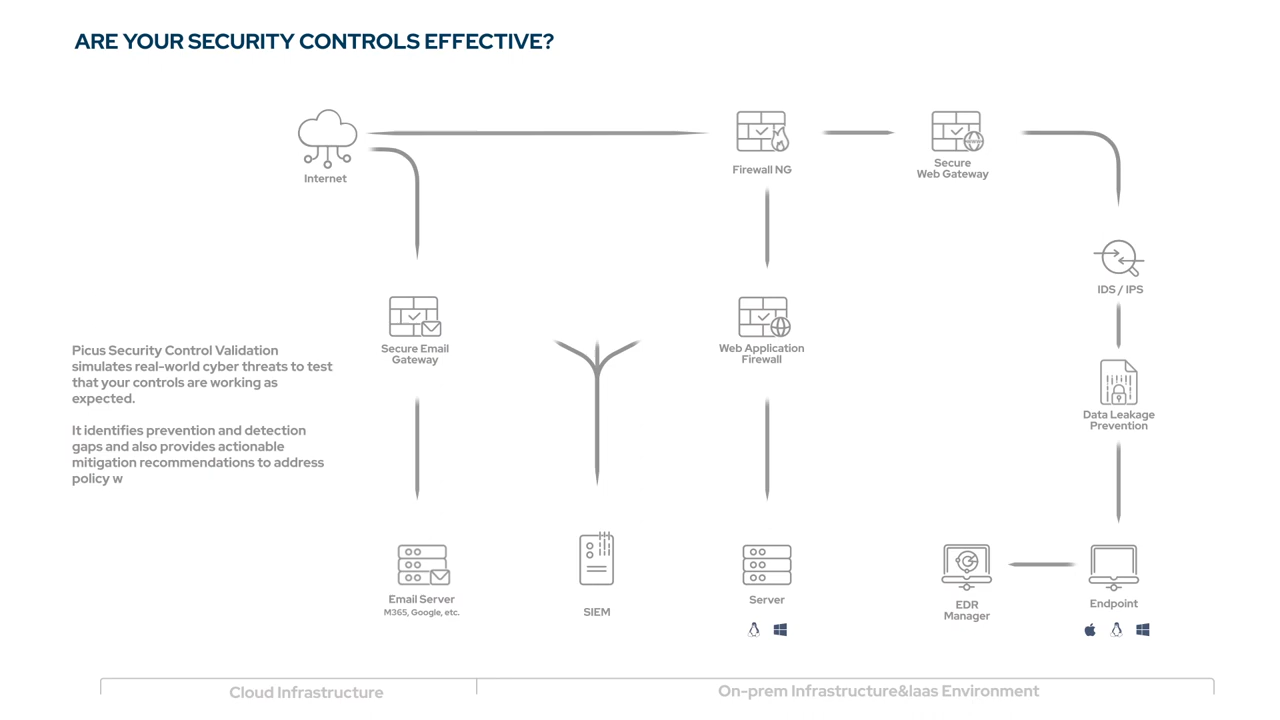 ARE YOUR SECURITY CONTROLS EFFECTIVE?
Internet
Firewall NG
Secure
Web Gateway
IDS / IPS
Secure Email
Gateway
Web Application
Firewall
Picus Security Control Validation
simulates real-world cyber threats to test
that your controls are working as
expected.
It identifies prevention and detection
gaps and also provides actionable
mitigation recommendations to address
policy w
Data Leakage
Prevention
Email Server
M365, Google, etc.
SIEM
Server
EDR
Manager
Endpoint
Cloud Infrastructure
On-prem Infrastructure&Iaas Environment